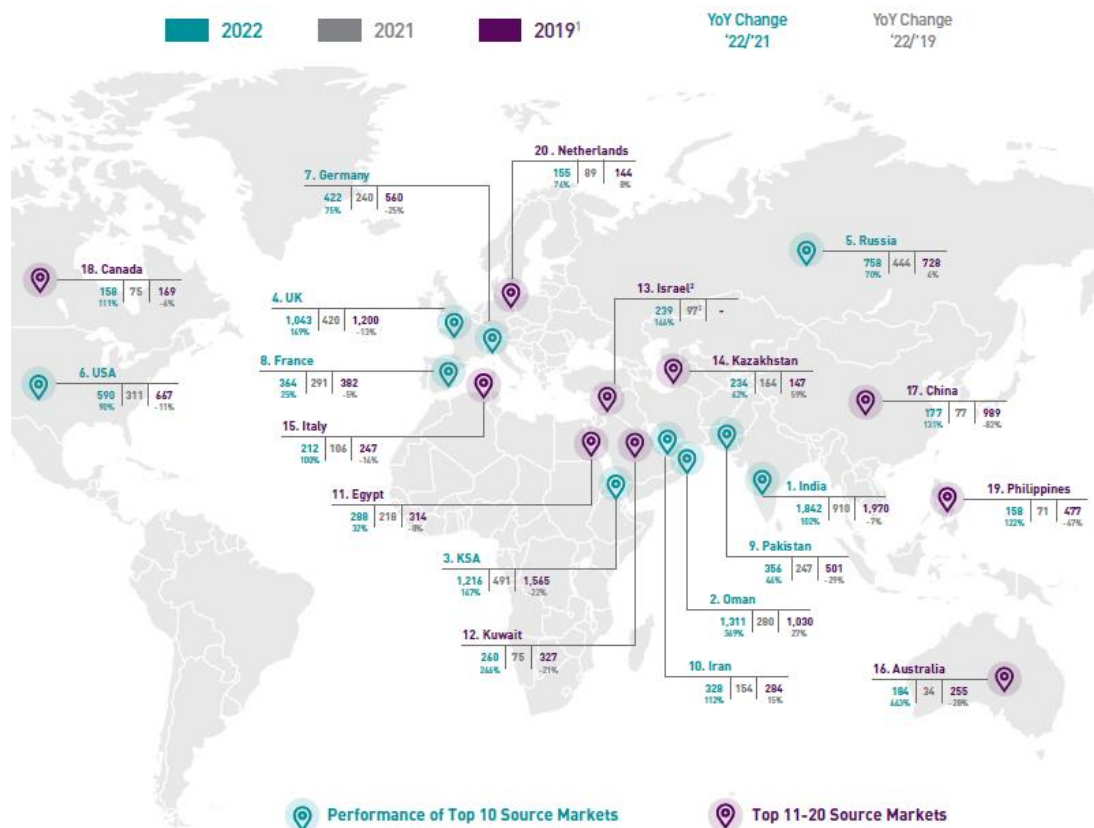 2022 2021 2019¹ YoY Change '22/'21 YoY Change '22/'19
20 . Netherlands
155 89 144
74% 8%
7. Germany
422 240 560
75% -25%
5. Russia
758 444 728
70% 4%
18. Canada
158 75 169
111% -6%
13. Israel²
239 97² -
4. UK
1,043 420 1,200
149% -13%
14. Kazakhstan
234 164 147
42% 59%
8. France
364 291 382
25% -5%
6. USA
590 311 667
90% -11%
17. China
177 77 989
131% -82%
15. Italy
212 106 247
100% -14%
11. Egypt
288 218 314
32% -8%
1. India
1,842 910 1,970
102% -7%
19. Philippines
158 71 477
122% -67%
9. Pakistan
356 247 501
44% -29%
3. KSA
1,216 491 1,565
147% -22%
2. Oman
1,311 280 1,030
369% 27%
12. Kuwait
260 75 327
246% -21%
10. Iran
328 154 284
112% 15%
16. Australia
184 34 255
443% -28%
Performance of Top 10 Source Markets Top 11-20 Source Markets